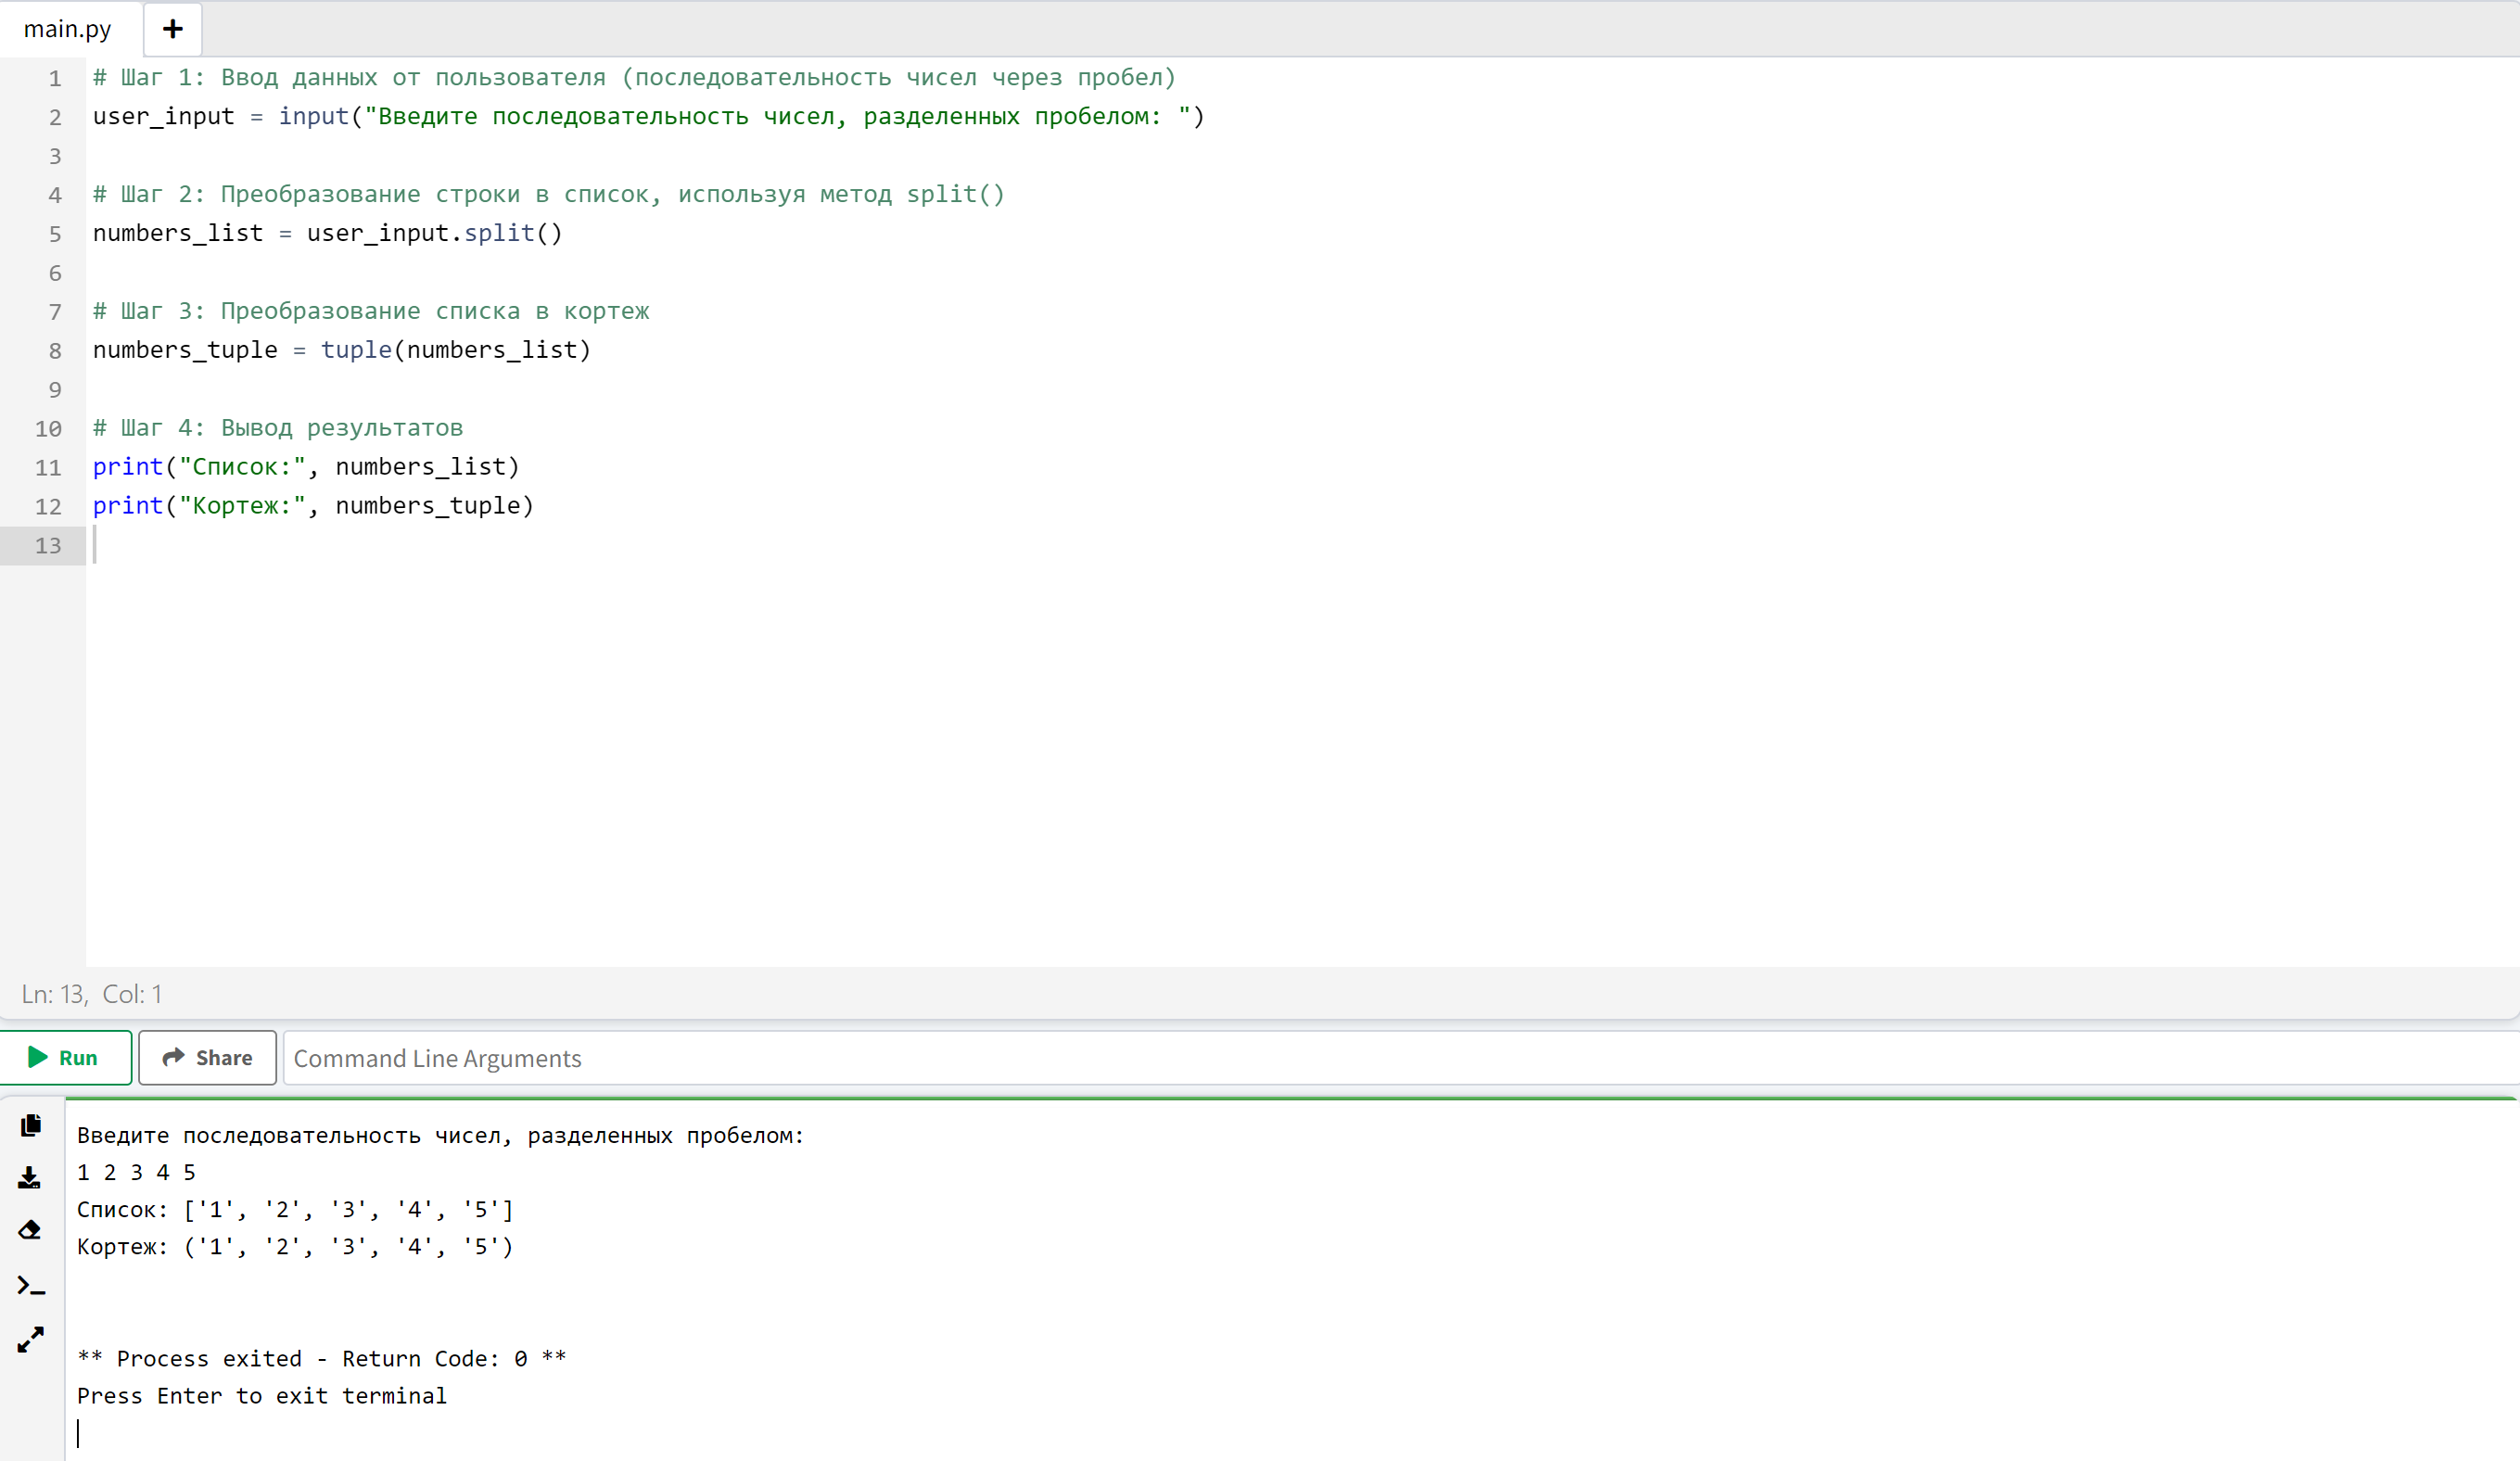 main.py
1 # Шаг 1: Ввод данных от пользователя (последовательность чисел через пробел)
2 user_input = input("Введите последовательность чисел, разделенных пробелом: ")
3
4 # Шаг 2: Преобразование строки в список, используя метод split()
5 numbers_list = user_input.split()
6
7 # Шаг 3: Преобразование списка в кортеж
8 numbers_tuple = tuple(numbers_list)
9
10 # Шаг 4: Вывод результатов
11 print("Список:", numbers_list)
12 print("Кортеж:", numbers_tuple)
13
Ln: 13, Col: 1
Run Share Command Line Arguments
Введите последовательность чисел, разделенных пробелом:
1 2 3 4 5
Список: ['1', '2', '3', '4', '5']
Кортеж: ('1', '2', '3', '4', '5')
** Process exited - Return Code: 0 **
Press Enter to exit terminal